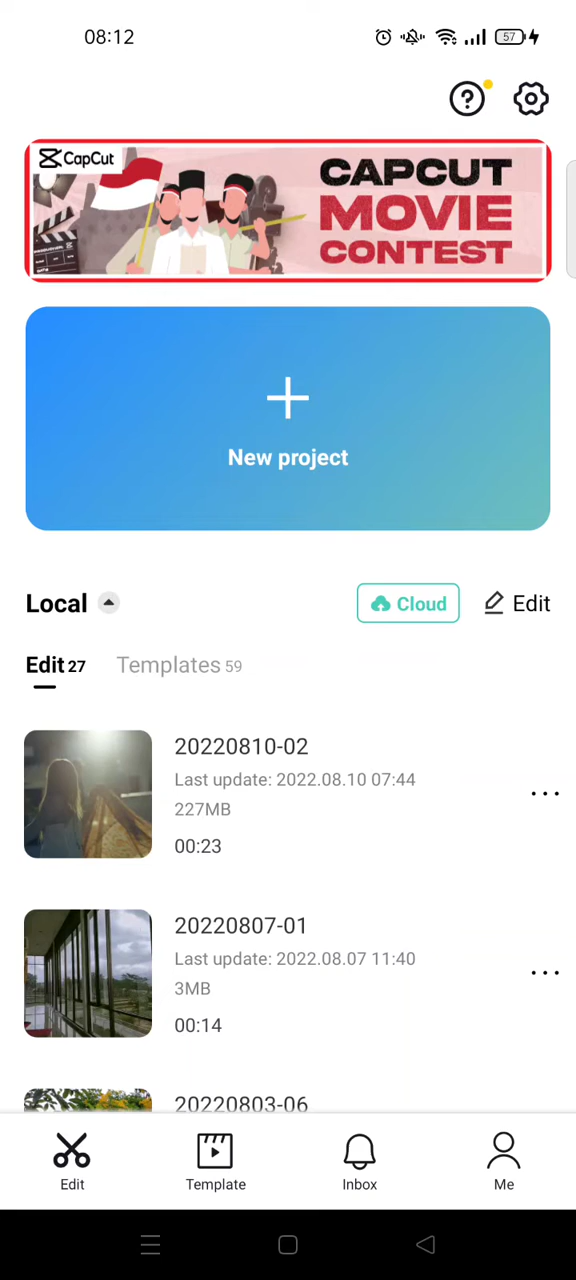 08:12
57
CapCut
CAPCUT
MOVIE
CONTEST
New project
Local
Cloud
Edit
Edit 27
Templates 59
20220810-02
Last update: 2022.08.10 07:44
227MB
00:23
20220807-01
Last update: 2022.08.07 11:40
3MB
00:14
20220803-06
Edit
Template
Inbox
Me